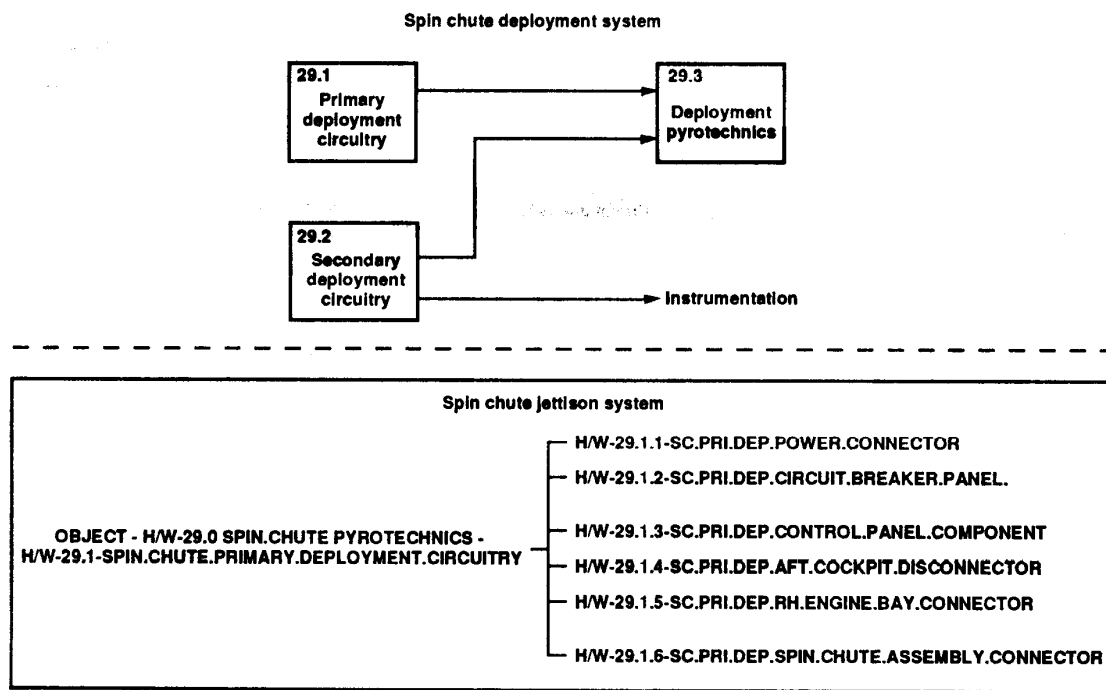 Spin chute deployment system
29.1
Primary
deployment
circuitry
29.3
Deployment
pyrotechnics
29.2
Secondary
deployment
circuitry
Instrumentation
Spin chute jettison system
OBJECT - H/W-29.0 SPIN.CHUTE PYROTECHNICS -
H/W-29.1-SPIN.CHUTE.PRIMARY.DEPLOYMENT.CIRCUITRY
H/W-29.1.1-SC.PRI.DEP.POWER.CONNECTOR
H/W-29.1.2-SC.PRI.DEP.CIRCUIT.BREAKER.PANEL.
H/W-29.1.3-SC.PRI.DEP.CONTROL.PANEL.COMPONENT
H/W-29.1.4-SC.PRI.DEP.AFT.COCKPIT.DISCONNECTOR
H/W-29.1.5-SC.PRI.DEP.RH.ENGINE.BAY.CONNECTOR
H/W-29.1.6-SC.PRI.DEP.SPIN.CHUTE.ASSEMBLY.CONNECTOR